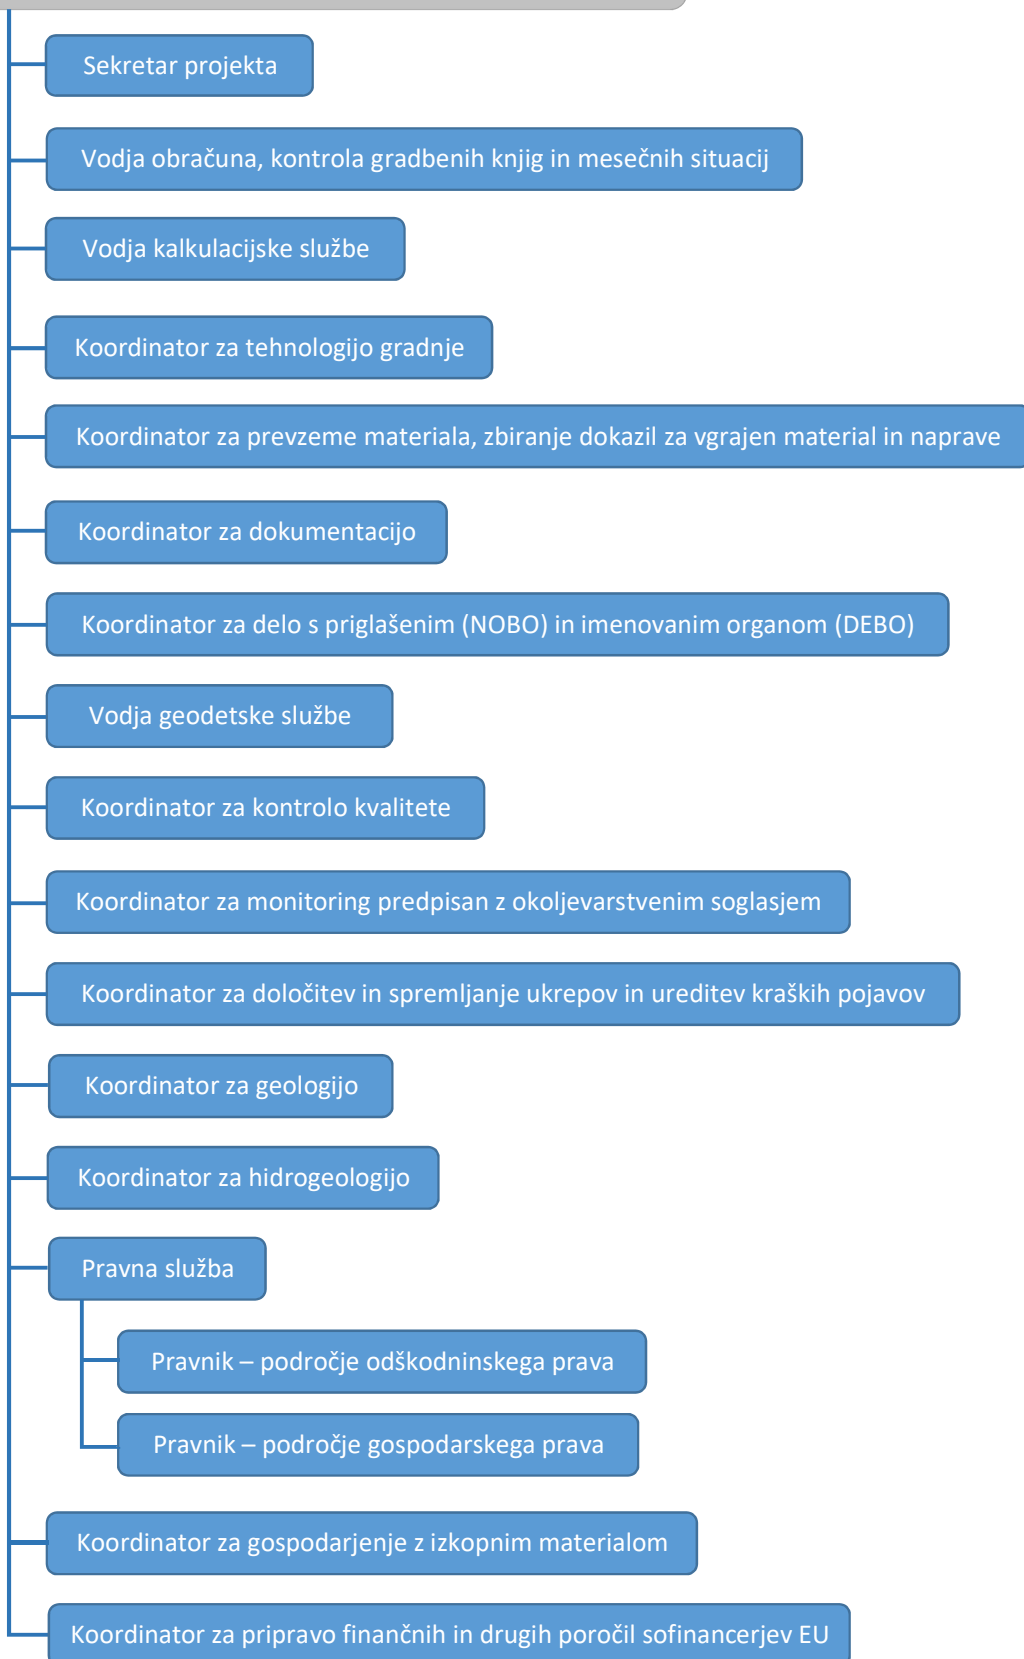 Sekretar projekta
Vodja obračuna, kontrola gradbenih knjig in mesečnih situacij
Vodja kalkulacijske službe
Koordinator za tehnologijo gradnje
Koordinator za prevzeme materiala, zbiranje dokazil za vgrajen material in naprave
Koordinator za dokumentacijo
Koordinator za delo s priglašenim (NOBO) in imenovanim organom (DEBO)
Vodja geodetske službe
Koordinator za kontrolo kvalitete
Koordinator za monitoring predpisan z okoljevarstvenim soglasjem
Koordinator za določitev in spremljanje ukrepov in ureditev kraških pojavov
Koordinator za geologijo
Koordinator za hidrogeologijo
Pravna služba
Pravnik – področje odškodninskega prava
Pravnik – področje gospodarskega prava
Koordinator za gospodarjenje z izkopnim materialom
Koordinator za pripravo finančnih in drugih poročil sofinancerjev EU